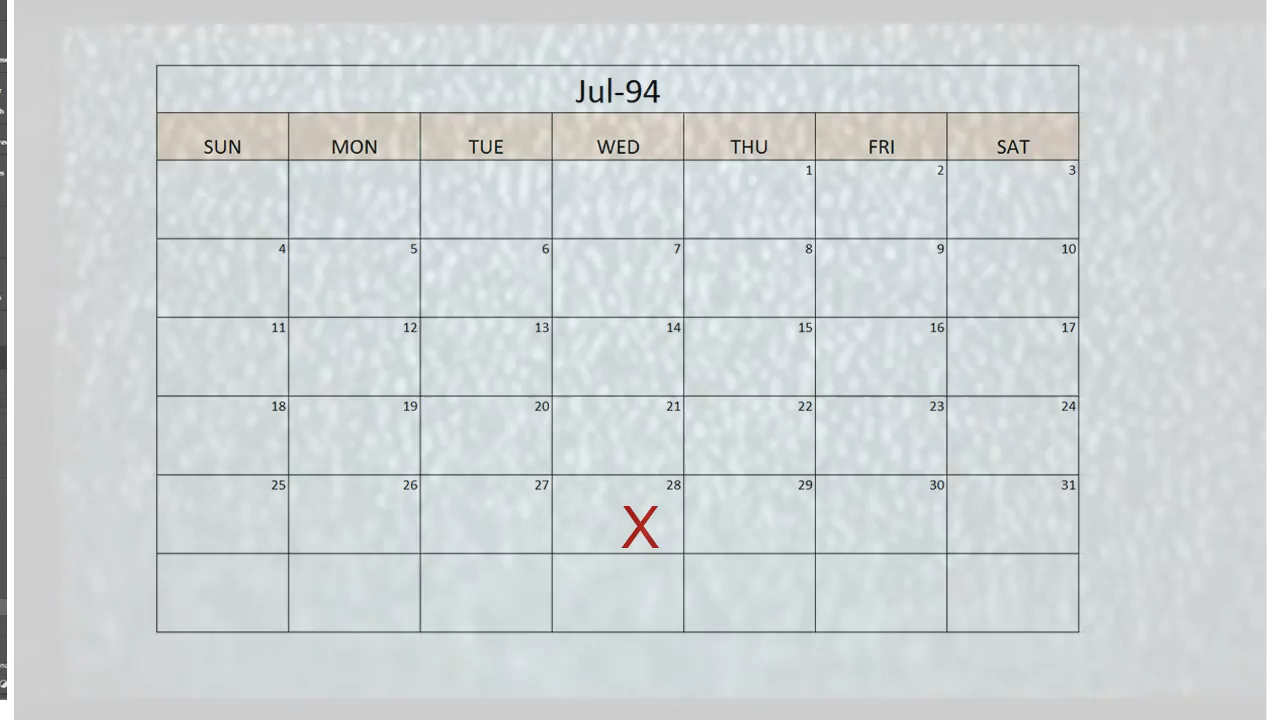 Jul-94
SUN MON TUE WED THU FRI SAT
1 2 3
4 5 6 7 8 9 10
11 12 13 14 15 16 17
18 19 20 21 22 23 24
25 26 27 28 29 30 31
X